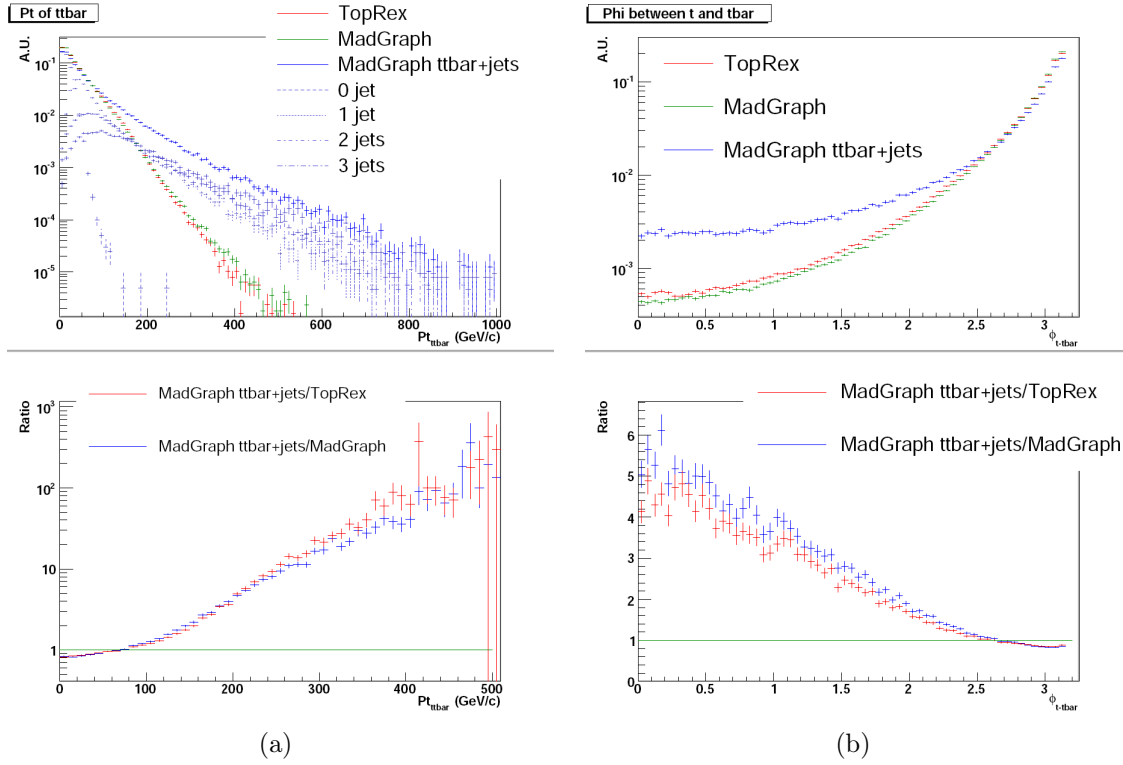 Pt of ttbar
A.U.
TopRex
MadGraph
MadGraph ttbar+jets
0 jet
1 jet
2 jets
3 jets
10-1
10-2
10-3
10-4
10-5
0 200 400 600 800 1000
Ptttbar (GeV/c)
Ratio
MadGraph ttbar+jets/TopRex
MadGraph ttbar+jets/MadGraph
103
102
10
1
0 100 200 300 400 500
Ptttbar (GeV/c)
(a)
Phi between t and tbar
A.U.
TopRex
MadGraph
MadGraph ttbar+jets
10-1
10-2
10-3
0 0.5 1 1.5 2 2.5 3
ϕt-tbar
Ratio
MadGraph ttbar+jets/TopRex
MadGraph ttbar+jets/MadGraph
6
5
4
3
2
1
0
0 0.5 1 1.5 2 2.5 3
ϕt-tbar
(b)